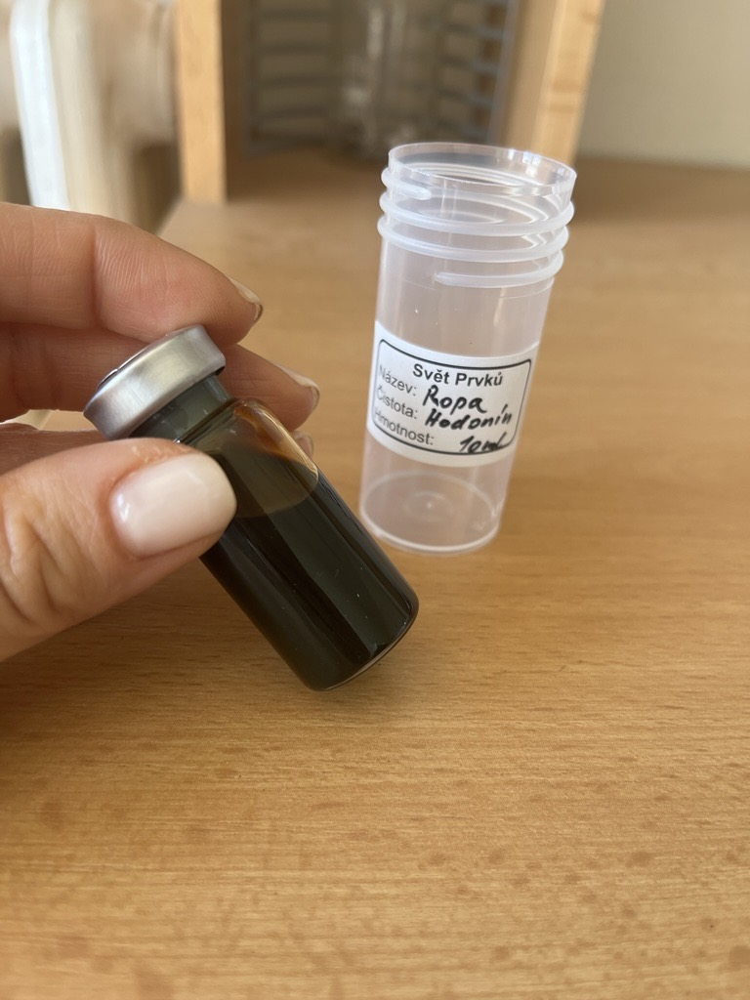 Svět Prvků
Název: Ropa
Čistota: Hodonín
Hmotnost: 10ml